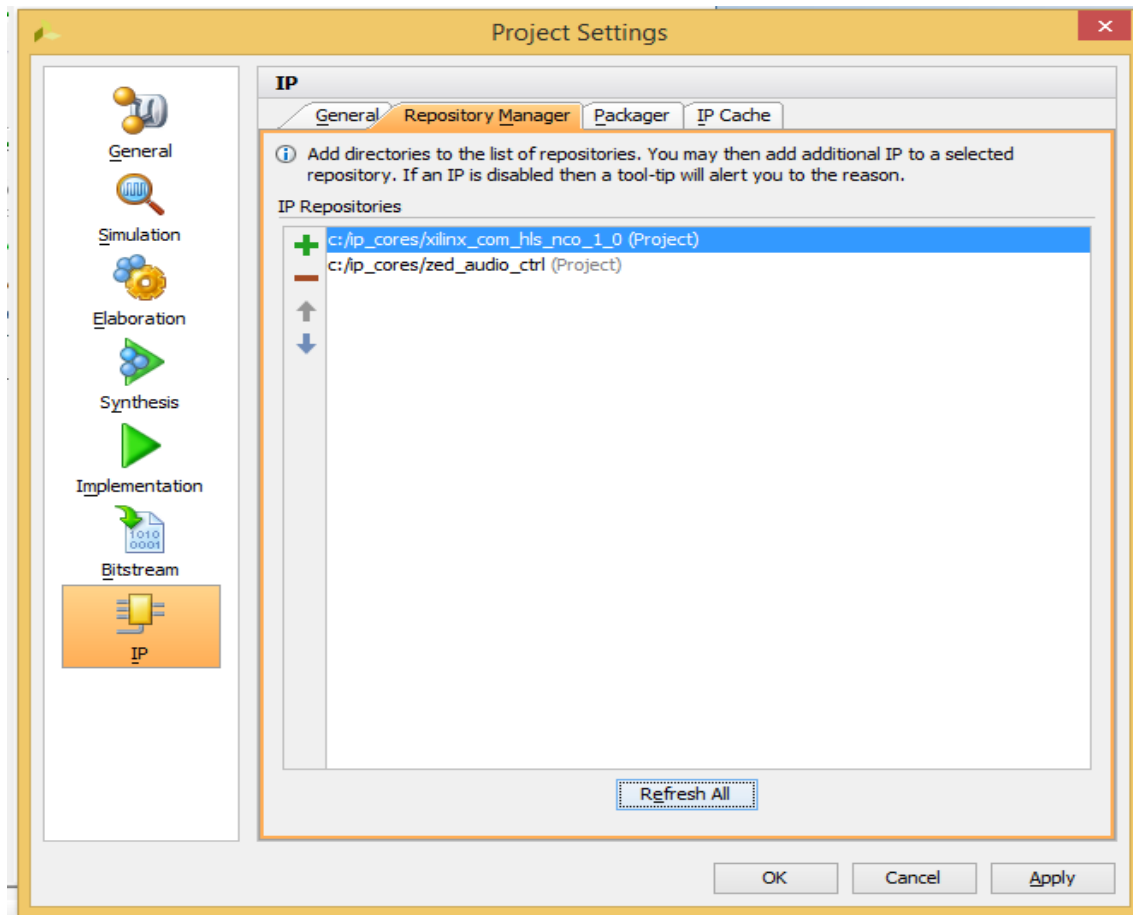 Project Settings
General
Simulation
Elaboration
Synthesis
Implementation
1010
0001
Bitstream
IP
IP
General
Repository Manager
Packager
IP Cache
Add directories to the list of repositories. You may then add additional IP to a selected
repository. If an IP is disabled then a tool-tip will alert you to the reason.
IP Repositories
c:/ip_cores/xilinx_com_hls_nco_1_0 (Project)
c:/ip_cores/zed_audio_ctrl (Project)
Refresh All
OK
Cancel
Apply